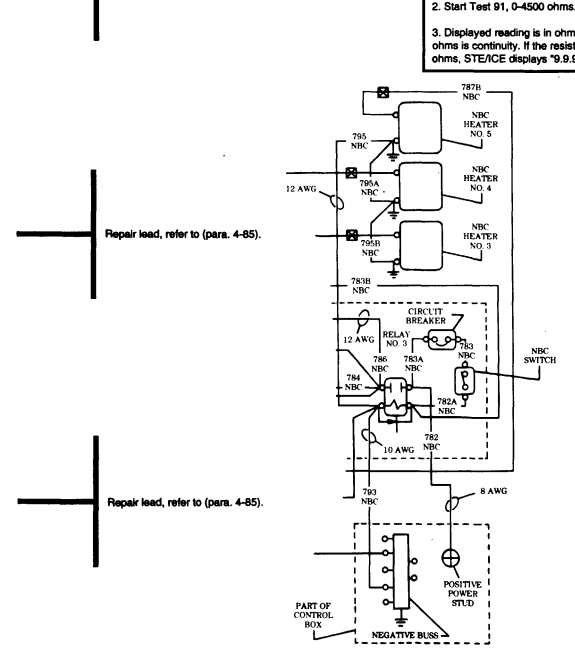 2. Start Test 91, 0-4500 ohms.
3. Displayed reading is in ohm
ohms is continuity. If the resist
ohms, STE/ICE displays "9.9.9
787B
NBC
NBC
HEATER
NO. 5
795
NBC
NBC
HEATER
NO. 4
12 AWG
795A
NBC
Repair lead, refer to (para. 4-85).
NBC
HEATER
NO. 3
795B
NBC
783B
NBC
CIRCUIT
BREAKER
12 AWG
RELAY
NO. 3
783
NBC
NBC
SWITCH
786
NBC
783A
NBC
784
NBC
782A
NBC
10 AWG
782
NBC
Repair lead, refer to (para. 4-85).
793
NBC
8 AWG
POSITIVE
POWER
STUD
PART OF
CONTROL
BOX
NEGATIVE BUSS